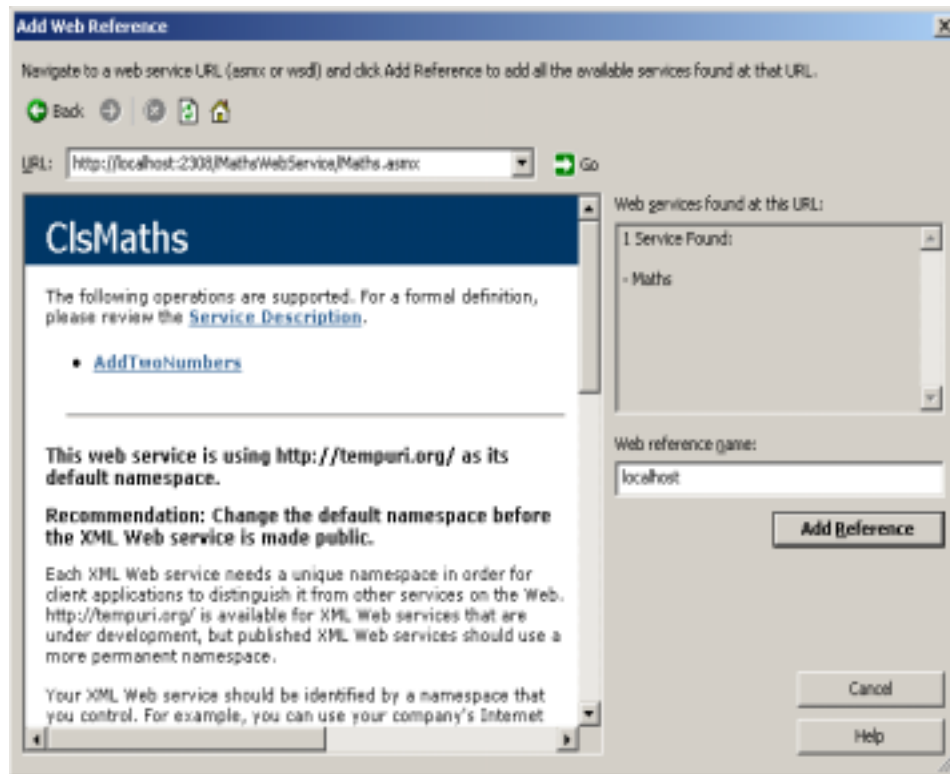 Add Web Reference
Navigate to a web service URL (asmx or wsdl) and click Add Reference to add all the available services found at that URL.
Back
URL: http://localhost:2308/MathsWebService/Maths.asmx
Go
ClsMaths
The following operations are supported. For a formal definition,
please review the Service Description.
• AddTwoNumbers
This web service is using http://tempuri.org/ as its
default namespace.
Recommendation: Change the default namespace before
the XML Web service is made public.
Each XML Web service needs a unique namespace in order for
client applications to distinguish it from other services on the Web.
http://tempuri.org/ is available for XML Web services that are
under development, but published XML Web services should use a
more permanent namespace.
Your XML Web service should be identified by a namespace that
you control. For example, you can use your company's Internet
Web services found at this URL:
1 Service Found:
- Maths
Web reference name:
localhost
Add Reference
Cancel
Help